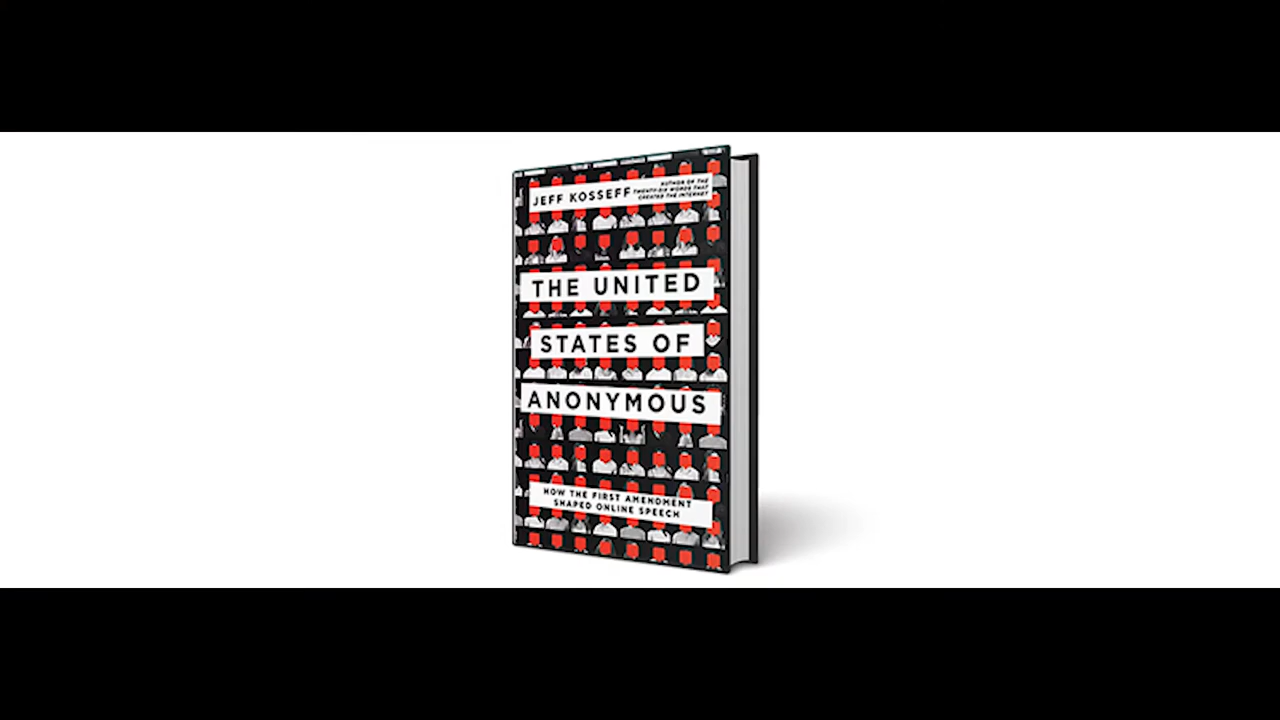 JEFF KOSSEFF
AUTHOR OF THE
TWENTY-SIX WORDS THAT
CREATED THE INTERNET
THE UNITED
STATES OF
ANONYMOUS
HOW THE FIRST AMENDMENT
SHAPED ONLINE SPEECH